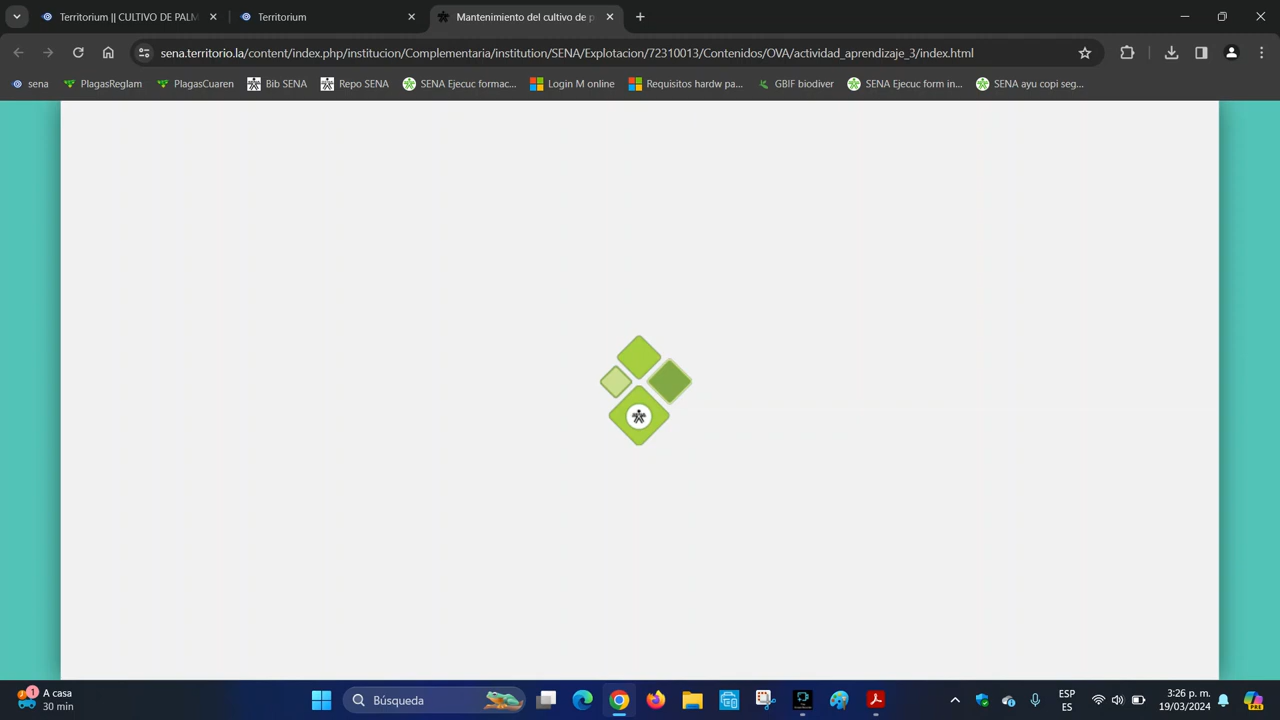 Territorium || CULTIVO DE PALM
Territorium
Mantenimiento del cultivo de p
sena.territorio.la/content/index.php/institucion/Complementaria/institution/SENA/Explotacion/72310013/Contenidos/OVA/actividad_aprendizaje_3/index.html
sena
PlagasReglam
PlagasCuaren
Bib SENA
Repo SENA
SENA Ejecuc formac...
Login M online
Requisitos hardw pa...
GBIF biodiver
SENA Ejecuc form in...
SENA ayu copi seg...
1
A casa
30 min
Búsqueda
ESP
ES
3:26 p. m.
19/03/2024
PRE